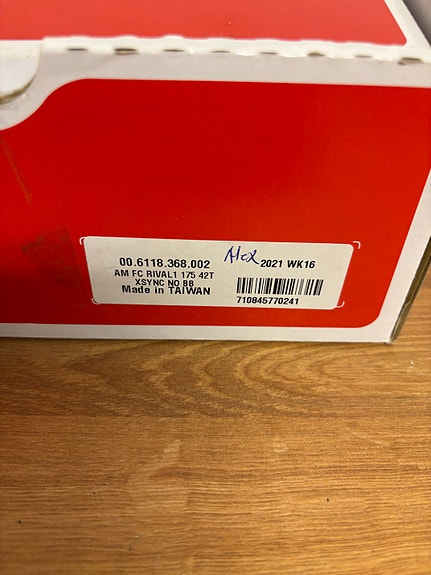 00.6118.368.002
AM FC RIVAL1 175 42T
XSYNC NO BB
Made in TAIWAN
Alex
2021 WK16
710845770241